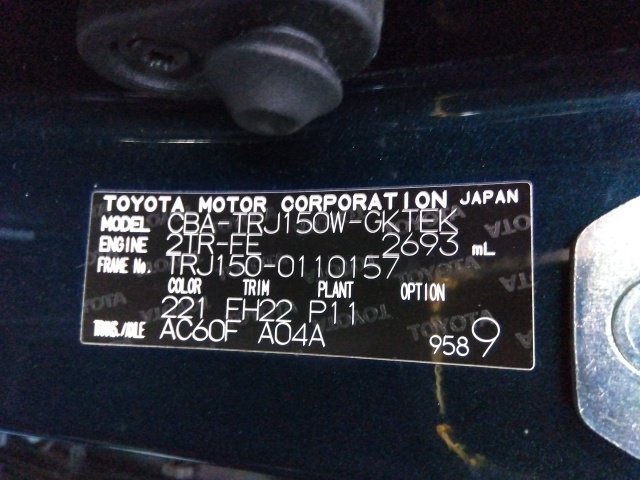 TOYOTA MOTOR CORPORATION JAPAN
MODEL CBA-TRJ150W-GKTEK
ENGINE 2TR-FE 2693 mL
FRAME No. TRJ150-0110157
COLOR TRIM PLANT OPTION
221 EH22 P11
TRANS./AXLE AC60F A04A
9589